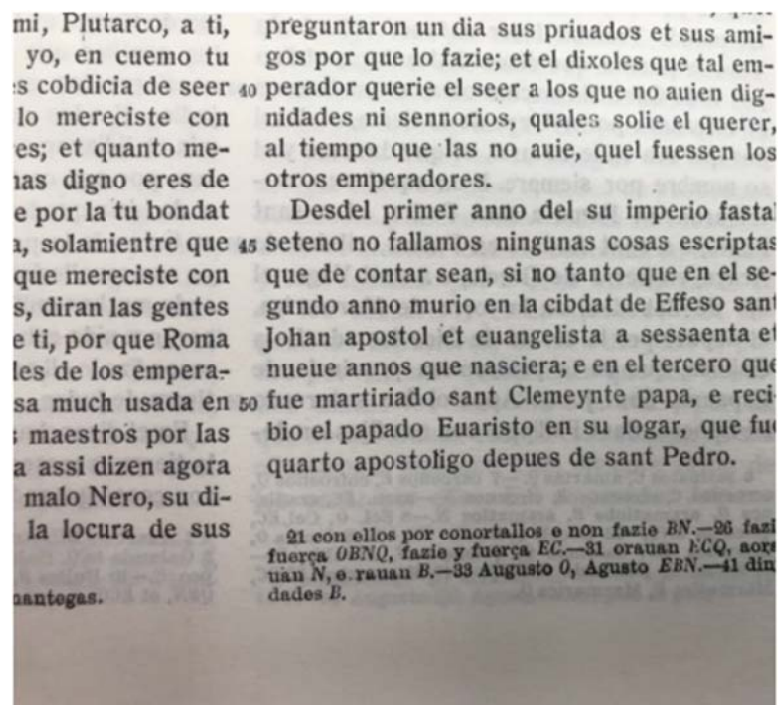 mi, Plutarco, a ti,
yo, en cuemo tu
s cobdicia de seer
lo mereciste con
es; et quanto me-
nas digno eres de
e por la tu bondat
a, solamientre que
que mereciste con
s, diran las gentes
e ti, por que Roma
les de los empera-
sa much usada en
s maestros por las
a assi dizen agora
malo Nero, su di-
la locura de sus
nantogas.
preguntaron un dia sus priuados et sus ami-
gos por que lo fazie; et el dixoles que tal em-
40 perador querie el seer a los que no auien dig-
nidades ni sennorios, quales solie el querer,
al tiempo que las no auie, quel fuessen los
otros emperadores.
Desdel primer anno del su imperio fasta
45 seteno no fallamos ningunas cosas escriptas
que de contar sean, si no tanto que en el se-
gundo anno murio en la cibdat de Effeso sant
Johan apostol et euangelista a sessaenta et
nueue annos que nasciera; e en el tercero que
50 fue martiriado sant Clemeynte papa, e reci-
bio el papado Euaristo en su logar, que fue
quarto apostoligo depues de sant Pedro.
21 con ellos por conortallos e non fazie BN.—26 fazi
fuerça OBNQ, fazie y fuerça EC.—31 orauan ECQ, aor
uan N, e. rauan B.—33 Augusto O, Agusto EBN.—41 din
dades B.